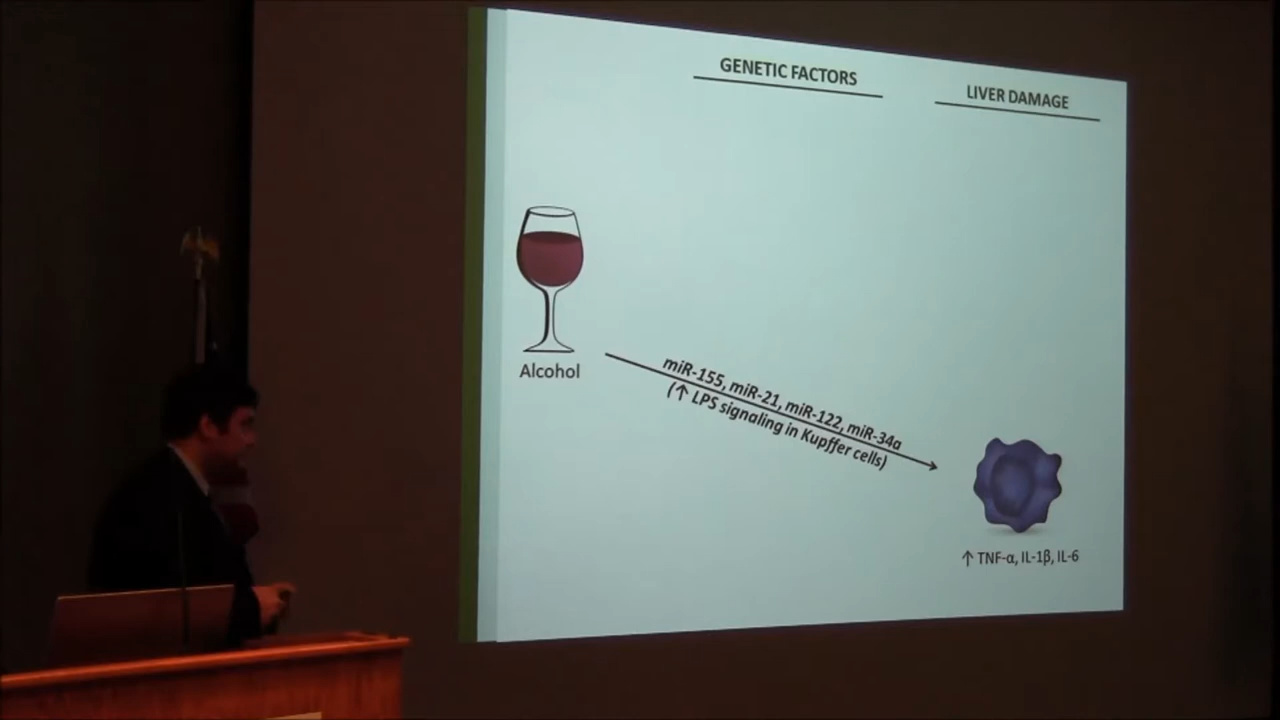 GENETIC FACTORS
LIVER DAMAGE
Alcohol
miR-155, miR-21, miR-122, miR-34a
(↑ LPS signaling in Kupffer cells)
↑ TNF-α, IL-1β, IL-6